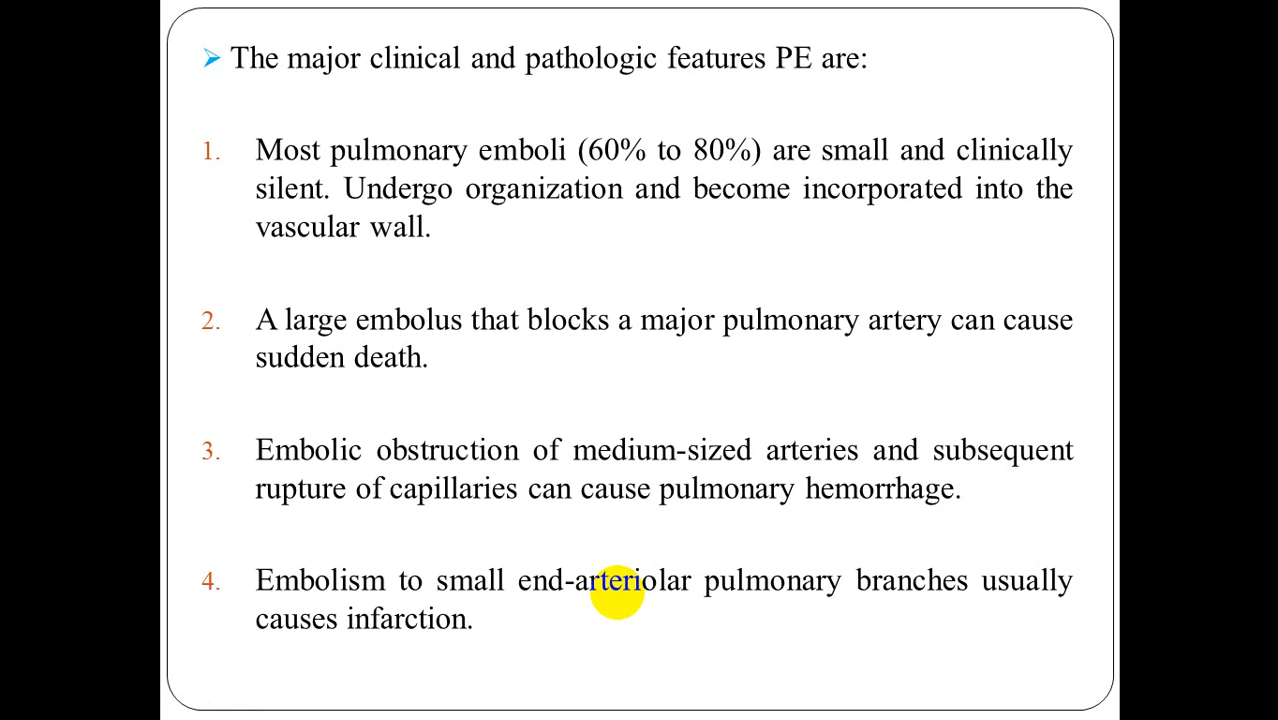 ➢ The major clinical and pathologic features PE are:
1. Most pulmonary emboli (60% to 80%) are small and clinically
silent. Undergo organization and become incorporated into the
vascular wall.
2. A large embolus that blocks a major pulmonary artery can cause
sudden death.
3. Embolic obstruction of medium-sized arteries and subsequent
rupture of capillaries can cause pulmonary hemorrhage.
4. Embolism to small end-arteriolar pulmonary branches usually
causes infarction.